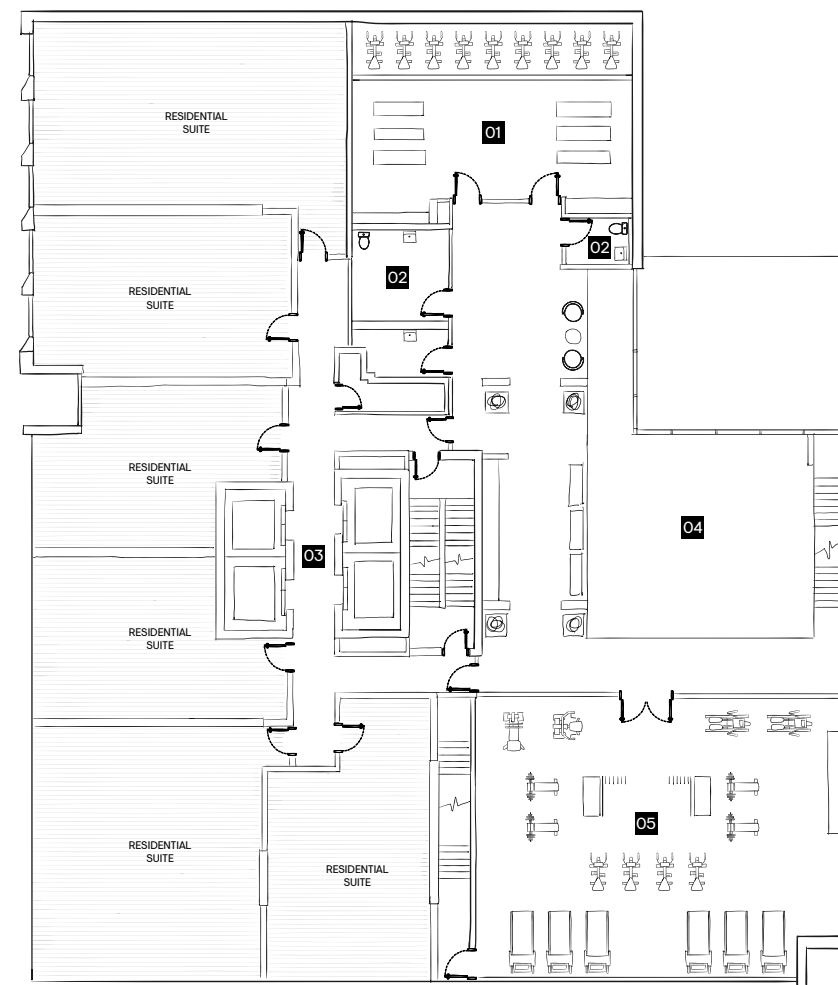 RESIDENTIAL
SUITE
01
02
02
RESIDENTIAL
SUITE
RESIDENTIAL
SUITE
03
04
RESIDENTIAL
SUITE
05
RESIDENTIAL
SUITE
RESIDENTIAL
SUITE